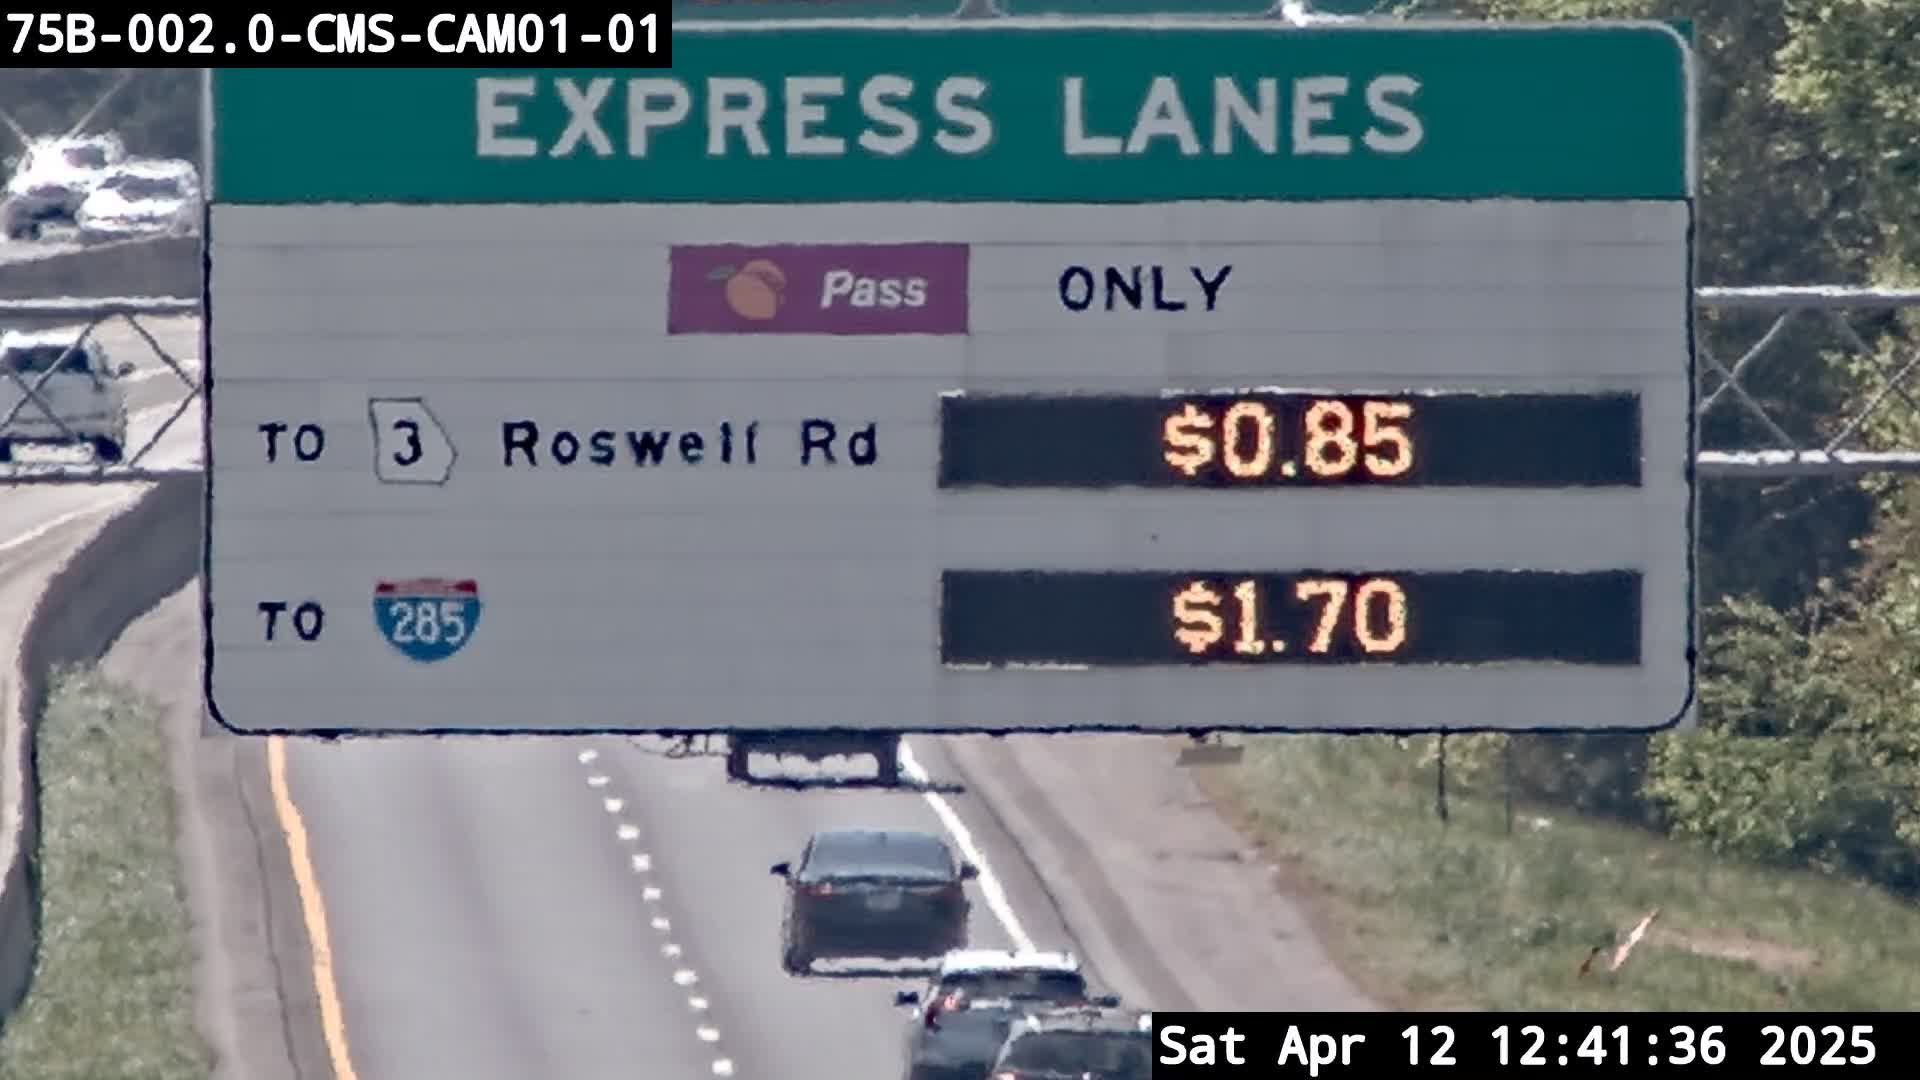 75B-002.0-CMS-CAM01-01
EXPRESS LANES
Pass ONLY
TO 3 Roswell Rd $0.85
TO 285 $1.70
Sat Apr 12 12:41:36 2025